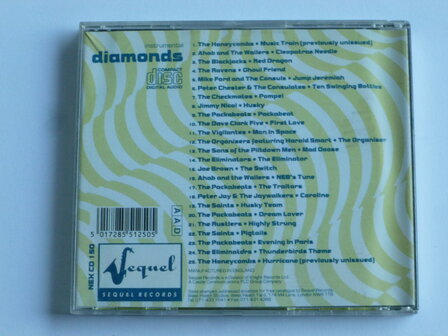 instrumental
diamonds
COMPACT
disc
DIGITAL AUDIO
1 The Honeycombs • Music Train (previously unissued)
2 Ahab and The Wailers • Cleopatras Needle
3 The Blackjacks • Red Dragon
4 The Ravens • Ghoul Friend
5 Mike Ford and The Consuls • Jump Jeremiah
6 Peter Chester & The Consulates • Ten Swinging Bottles
7 The Checkmates • Pompei
8 Jimmy Nicol • Husky
9 The Packabeats • Packabeat
10 The Dave Clark Five • First Love
11 The Vigilantes • Man in Space
12 The Organizers featuring Harold Smart • The Organiser
13 The Sons of the Piltdown Men • Mad Goose
14 The Eliminators • The Eliminator
15 Joe Brown • The Switch
16 Ahab and the Wailers • NEB's Tune
17 The Packabeats • The Traitors
18 Peter Jay & The Jaywalkers • Caroline
19 The Saints • Husky Team
20 The Packabeats • Dream Lover
21 The Rustlers • Highly Strung
22 The Saints • Pigtails
23 The Packabeats • Evening in Paris
24 The Eliminators • Thunderbirds Theme
25 The Honeycombs • Hurricane (previously unissued)
MANUFACTURED IN ENGLAND
AAD
5 017285 512505
NEX CD 150
Sequel
SEQUEL RECORDS